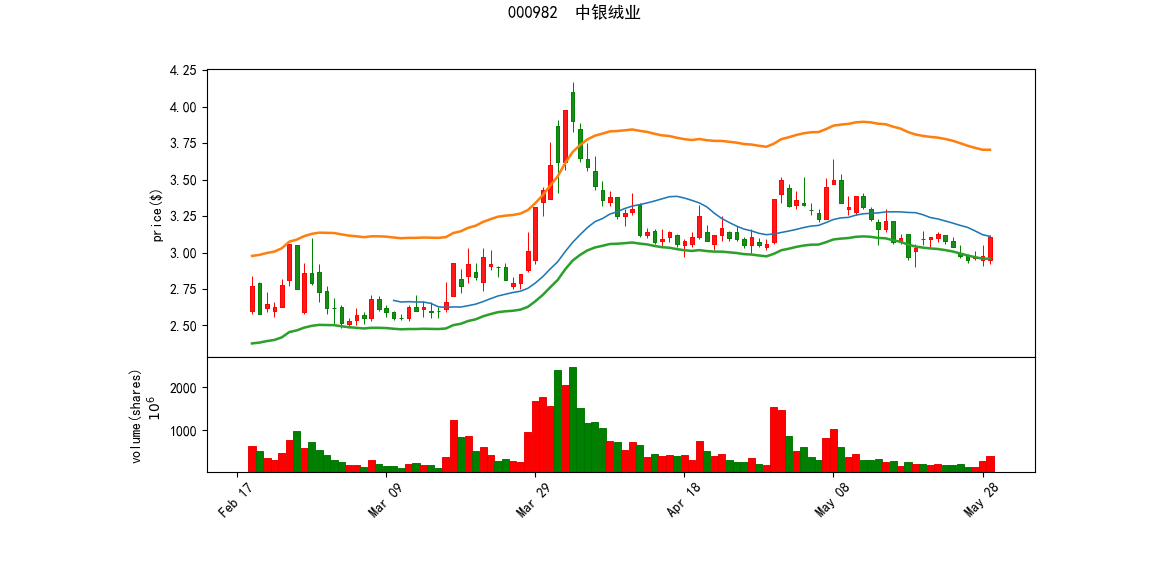 000982 中银绒业
price($)
4.25
4.00
3.75
3.50
3.25
3.00
2.75
2.50
volume(shares)
10^6
2000
1000
Feb 17
Mar 09
Mar 29
Apr 18
May 08
May 28